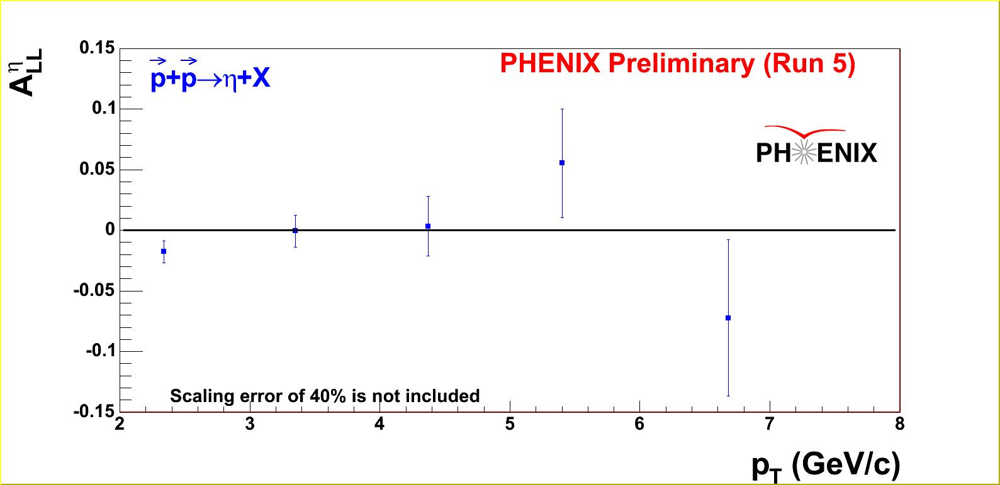 A^η_LL
0.15
0.1
0.05
0
-0.05
-0.1
-0.15
p+p→η+X
PHENIX Preliminary (Run 5)
PHENIX
Scaling error of 40% is not included
2 3 4 5 6 7 8
p_T (GeV/c)